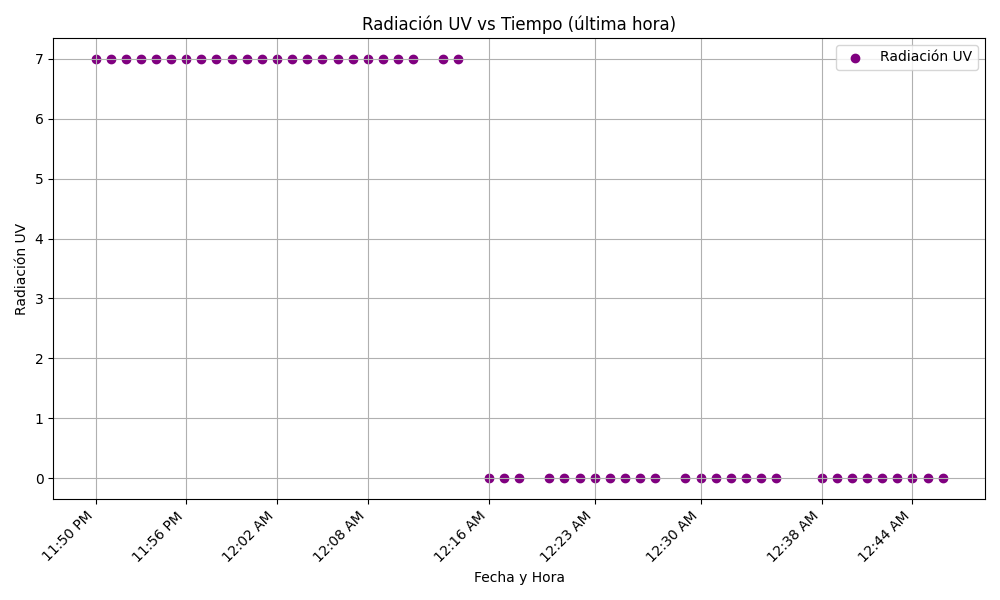 Radiación UV vs Tiempo (última hora)
Radiación UV
7
6
5
4
3
2
1
0
Radiación UV
11:50 PM
11:56 PM
12:02 AM
12:08 AM
12:16 AM
12:23 AM
12:30 AM
12:38 AM
12:44 AM
Fecha y Hora